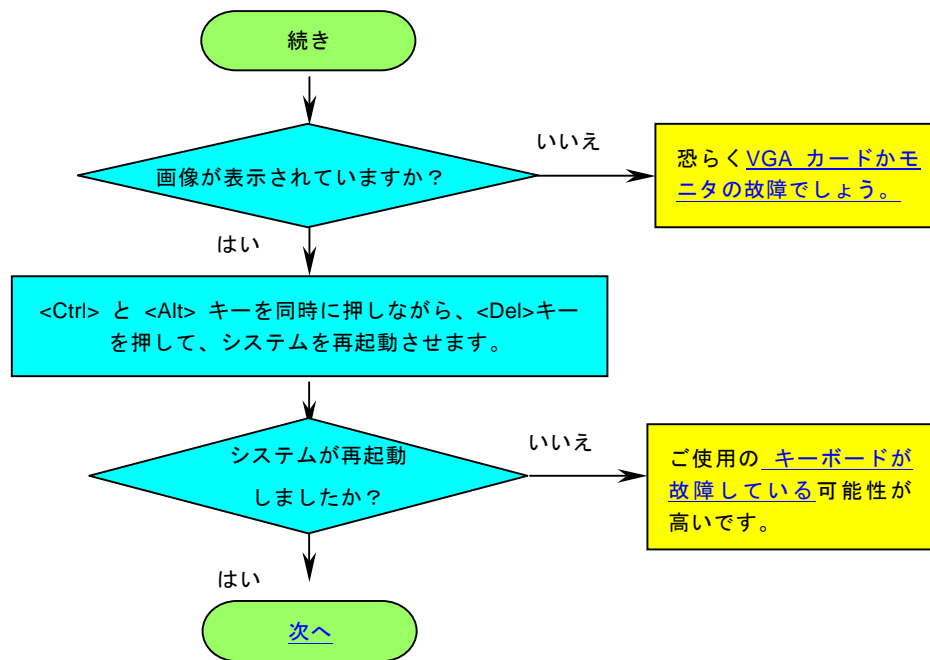 続き
画像が表示されていますか？
いいえ
恐らくVGA カードかモ
ニタの故障でしょう。
はい
<Ctrl> と <Alt> キーを同時に押しながら、<Del>キー
を押して、システムを再起動させます。
システムが再起動
しましたか？
いいえ
ご使用の キーボードが
故障している可能性が
高いです。
はい
次へ